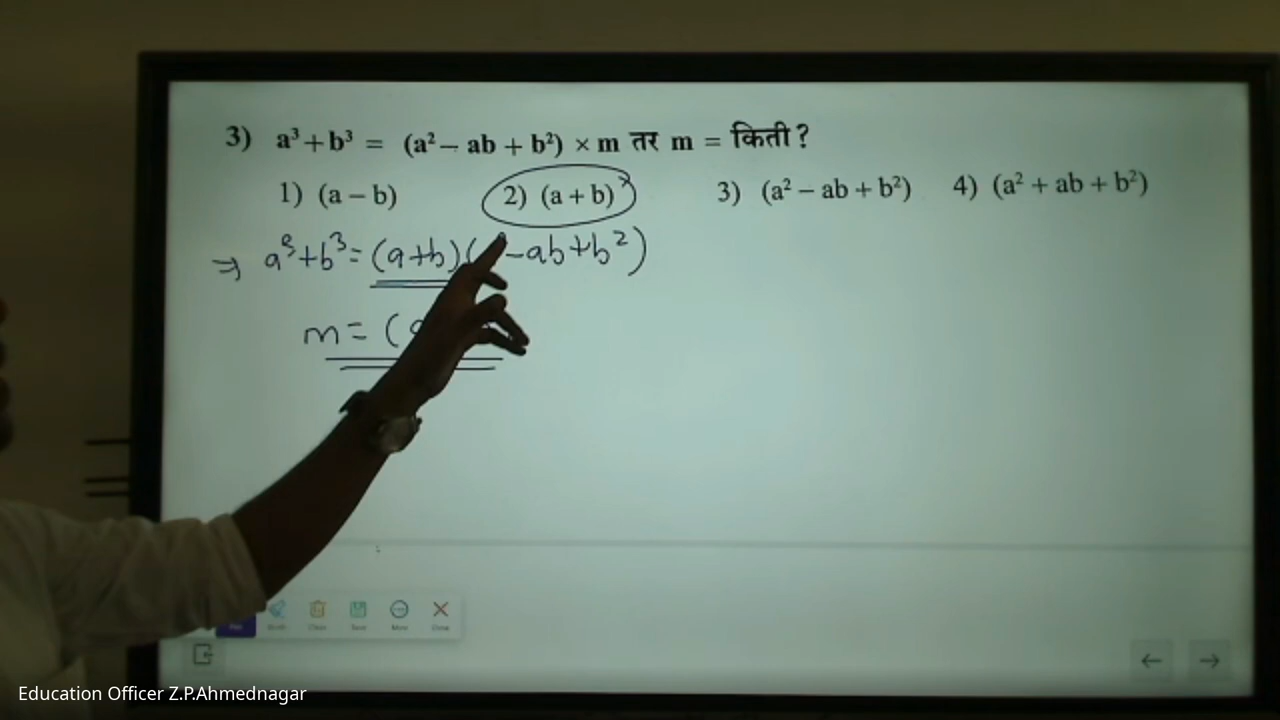 3) a³ + b³ = (a² – ab + b²) × m तर m = किती ?
1) (a – b) 2) (a + b) 3) (a² – ab + b²) 4) (a² + ab + b²)
⇒ a³+b³= (a+b)( –ab+b²)
m = (
Education Officer Z.P.Ahmednagar